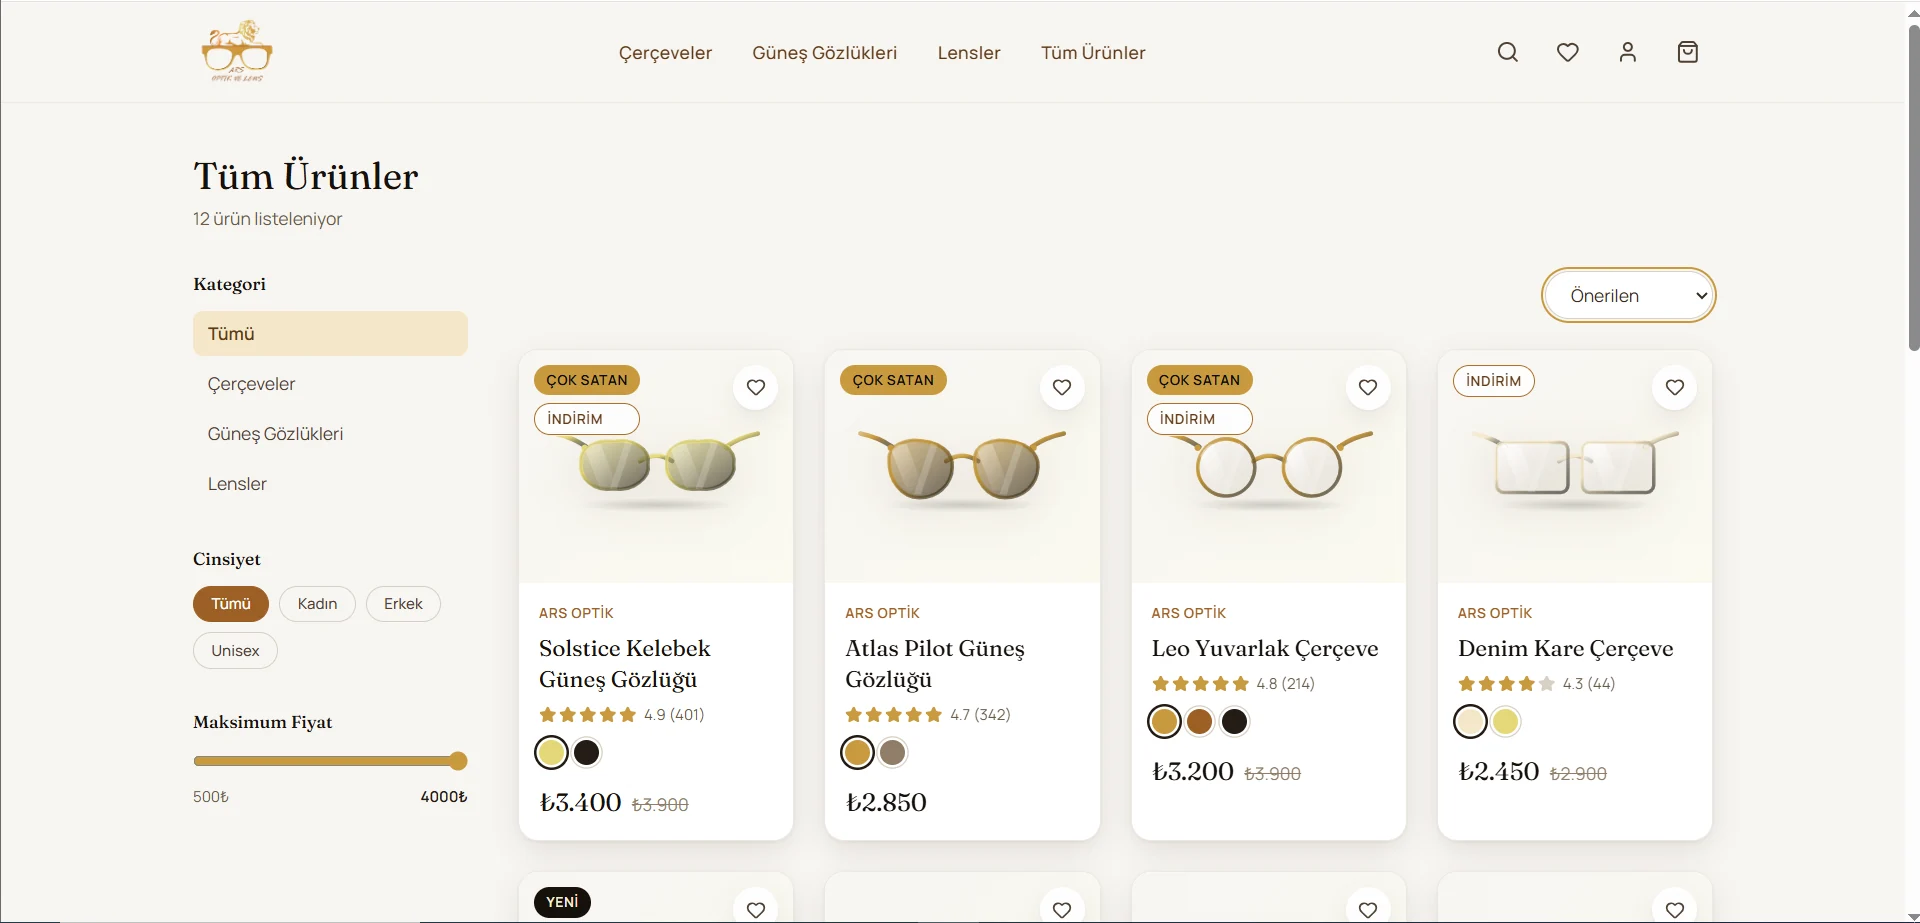 ARS
OPTİK VE LENS
Çerçeveler
Güneş Gözlükleri
Lensler
Tüm Ürünler
Tüm Ürünler
12 ürün listeleniyor
Kategori
Tümü
Çerçeveler
Güneş Gözlükleri
Lensler
Cinsiyet
Tümü
Kadın
Erkek
Unisex
Maksimum Fiyat
500₺
4000₺
Önerilen
ÇOK SATAN
İNDİRİM
ARS OPTİK
Solstice Kelebek
Güneş Gözlüğü
4.9 (401)
₺3.400 ₺3.900
ÇOK SATAN
ARS OPTİK
Atlas Pilot Güneş
Gözlüğü
4.7 (342)
₺2.850
ÇOK SATAN
İNDİRİM
ARS OPTİK
Leo Yuvarlak Çerçeve
4.8 (214)
₺3.200 ₺3.900
İNDİRİM
ARS OPTİK
Denim Kare Çerçeve
4.3 (44)
₺2.450 ₺2.900
YENİ